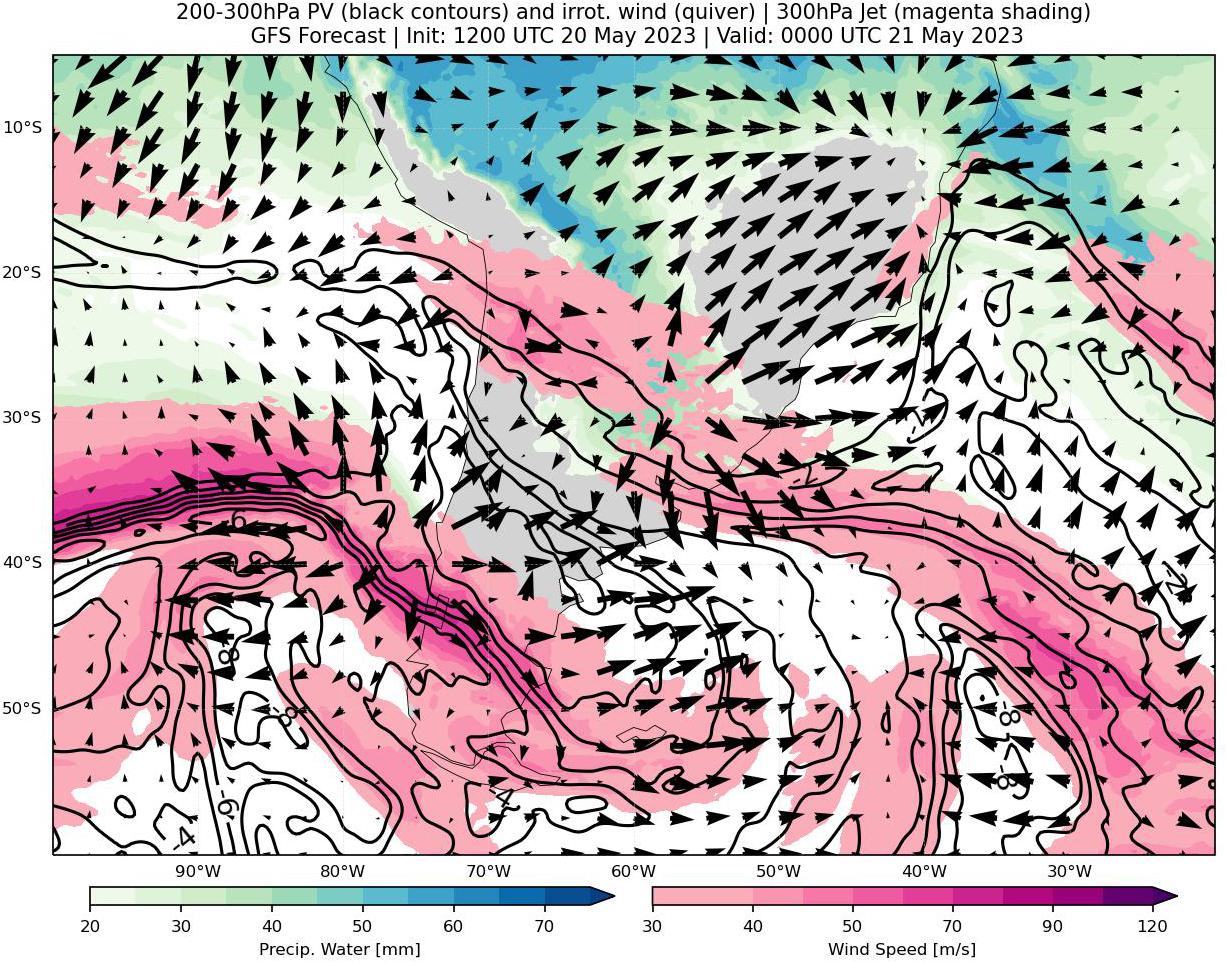 200-300hPa PV (black contours) and irrot. wind (quiver) | 300hPa Jet (magenta shading)
GFS Forecast | Init: 1200 UTC 20 May 2023 | Valid: 0000 UTC 21 May 2023
10°S
20°S
30°S
40°S
50°S
-2
-2
-6
-2
-8
-8
-8
-8
-6
-4
-4
90°W 80°W 70°W 60°W 50°W 40°W 30°W
20 30 40 50 60 70
30 40 50 70 90 120
Precip. Water [mm] Wind Speed [m/s]